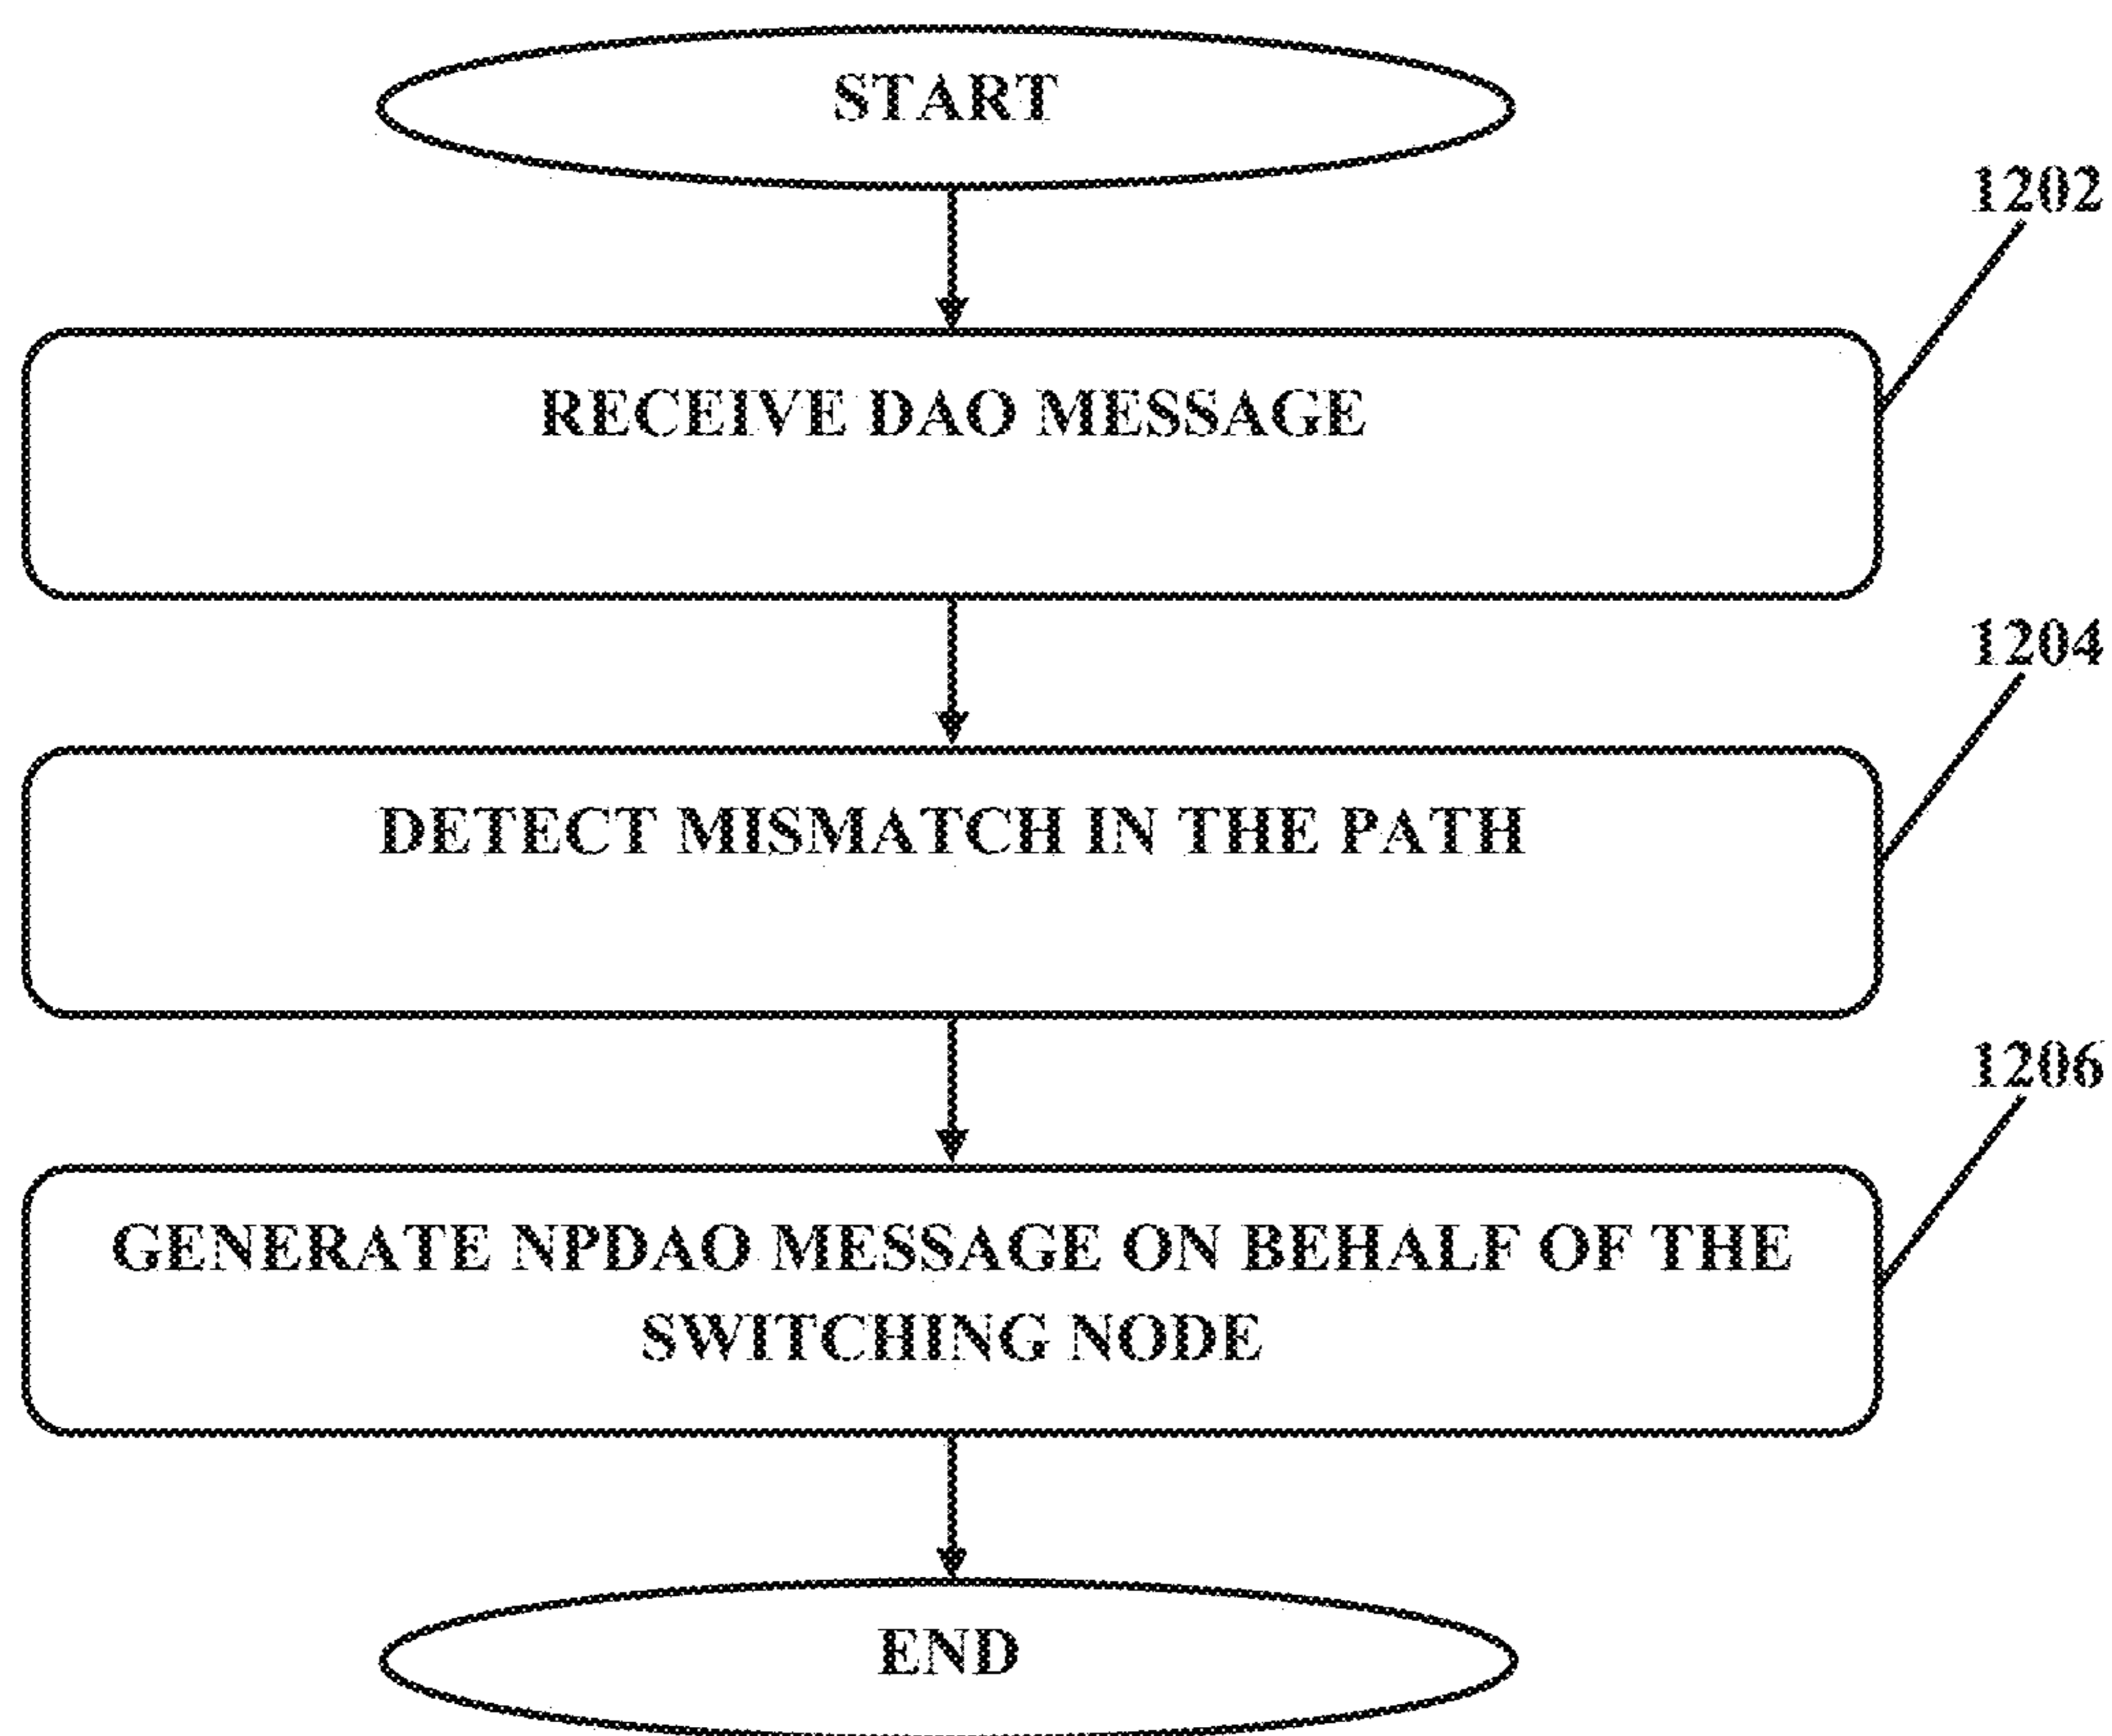 START
1202
RECEIVE DAO MESSAGE
1204
DETECT MISMATCH IN THE PATH
1206
GENERATE NPDAO MESSAGE ON BEHALF OF THE
SWITCHING NODE
END